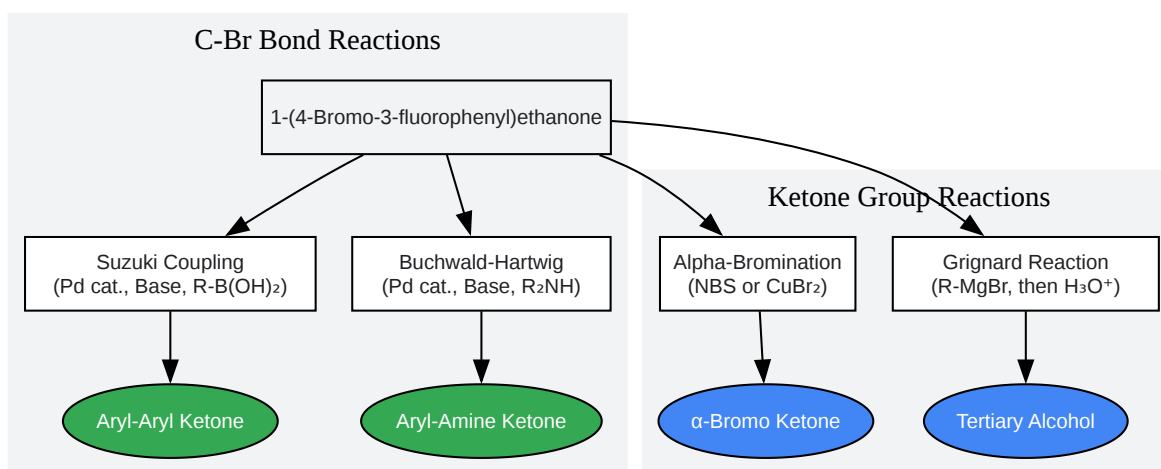 C-Br Bond Reactions
1-(4-Bromo-3-fluorophenyl)ethanone
Ketone Group Reactions
Suzuki Coupling
(Pd cat., Base, R-B(OH)₂)
Buchwald-Hartwig
(Pd cat., Base, R₂NH)
Alpha-Bromination
(NBS or CuBr₂)
Grignard Reaction
(R-MgBr, then H₃O⁺)
Aryl-Aryl Ketone
Aryl-Amine Ketone
α-Bromo Ketone
Tertiary Alcohol